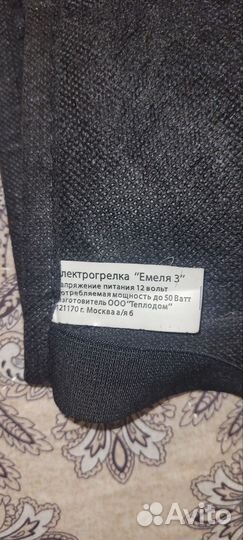 лектрогрелка "Емеля 3"
апряжение питания 12 вольт
отребляемая мощность до 50 Ватт
зготовитель ООО "Теплодом"
21170 г. Москва а/я 6
Avito